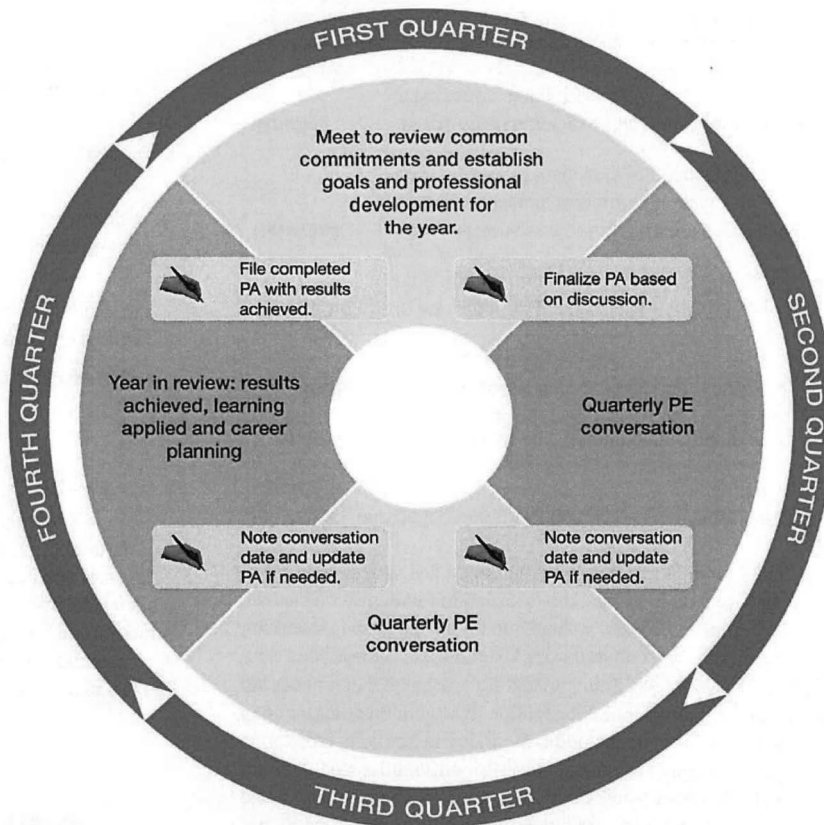 FIRST QUARTER
Meet to review common
commitments and establish
goals and professional
development for
the year.
File completed
PA with results
achieved.
Finalize PA based
on discussion.
SECOND QUARTER
Quarterly PE
conversation
Note conversation
date and update
PA if needed.
THIRD QUARTER
Quarterly PE
conversation
Note conversation
date and update
PA if needed.
FOURTH QUARTER
Year in review: results
achieved, learning
applied and career
planning